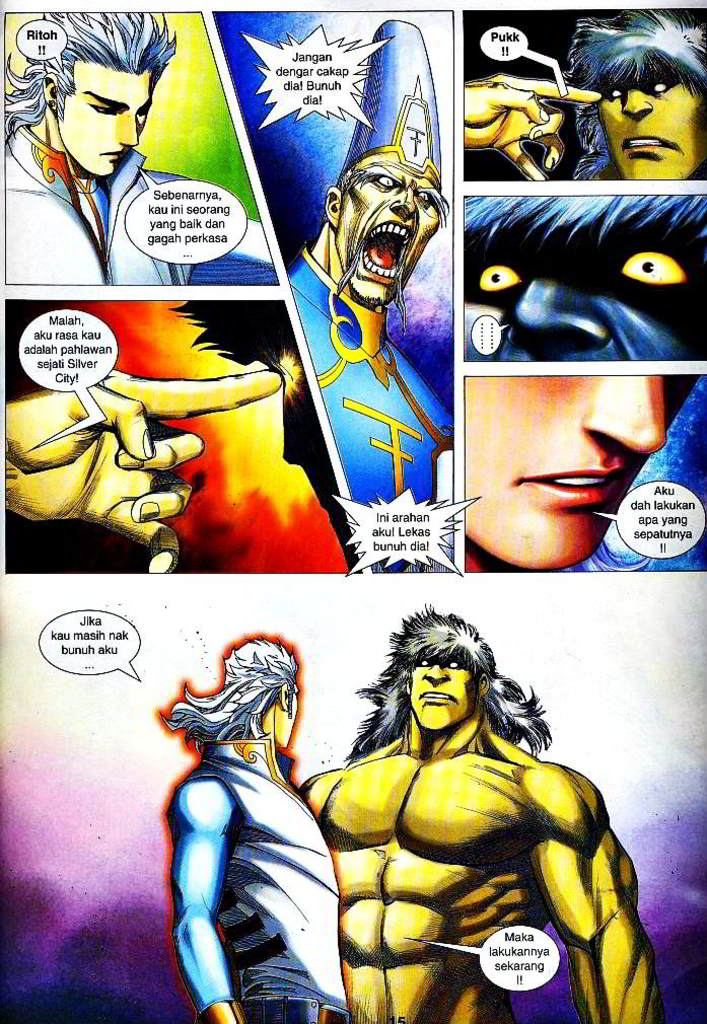 Ritoh
!!
Sebenarnya,
kau ini seorang
yang baik dan
gagah perkasa
...
Jangan
dengar cakap
dia! Bunuh
dia!
Ini arahan
aku! Lekas
bunuh dia!
Pukk
!!
Malah,
aku rasa kau
adalah pahlawan
sejati Silver
City!
Aku
dah lakukan
apa yang
sepatutnya
!!
Jika
kau masih nak
bunuh aku
...
Maka
lakukannya
sekarang
!!
15